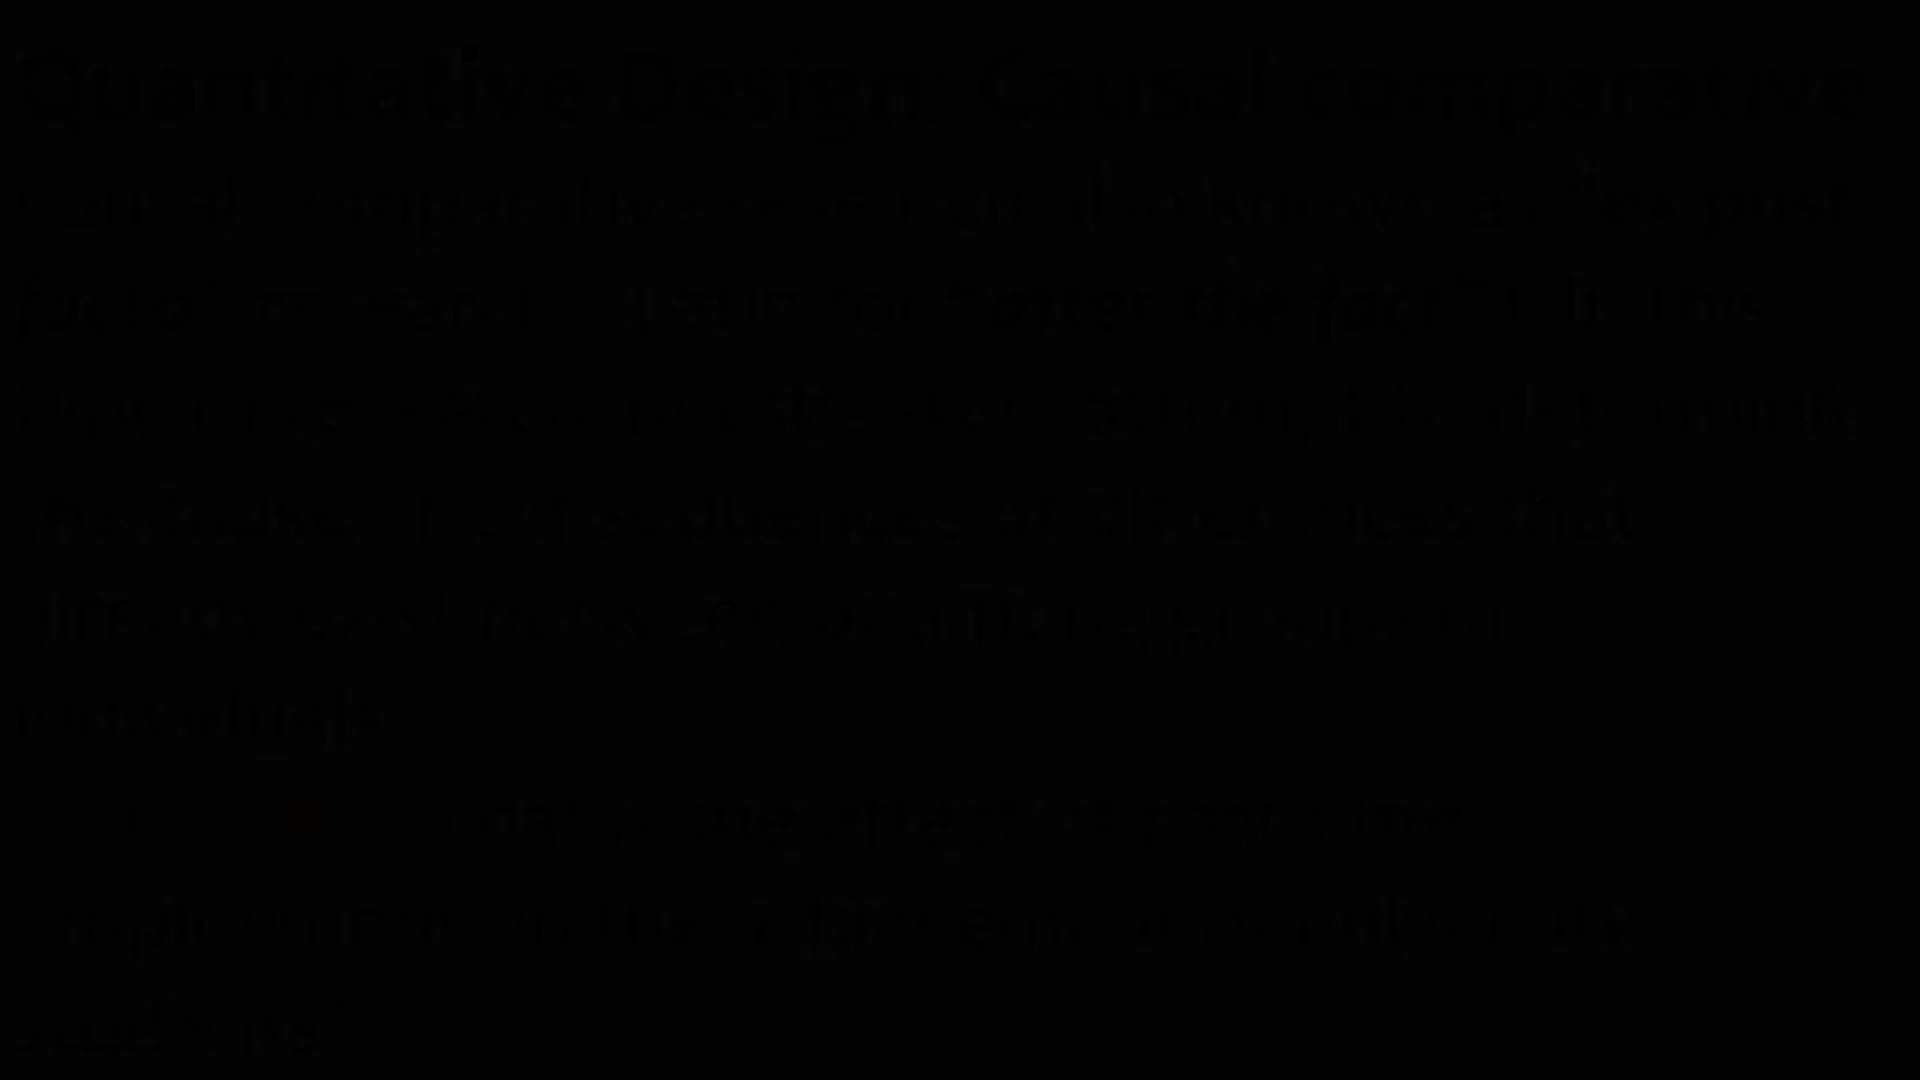 Quantitative Design: Causal comparative
Causal-comparative research also known as "ex post
facto" research. (Latin for "after the fact"). In this
type of research investigators attempt to determine
the cause or consequences of differences that
already exist between or among groups of
individuals
Example - What is the effect of part time
employment on the achievement of university
students?